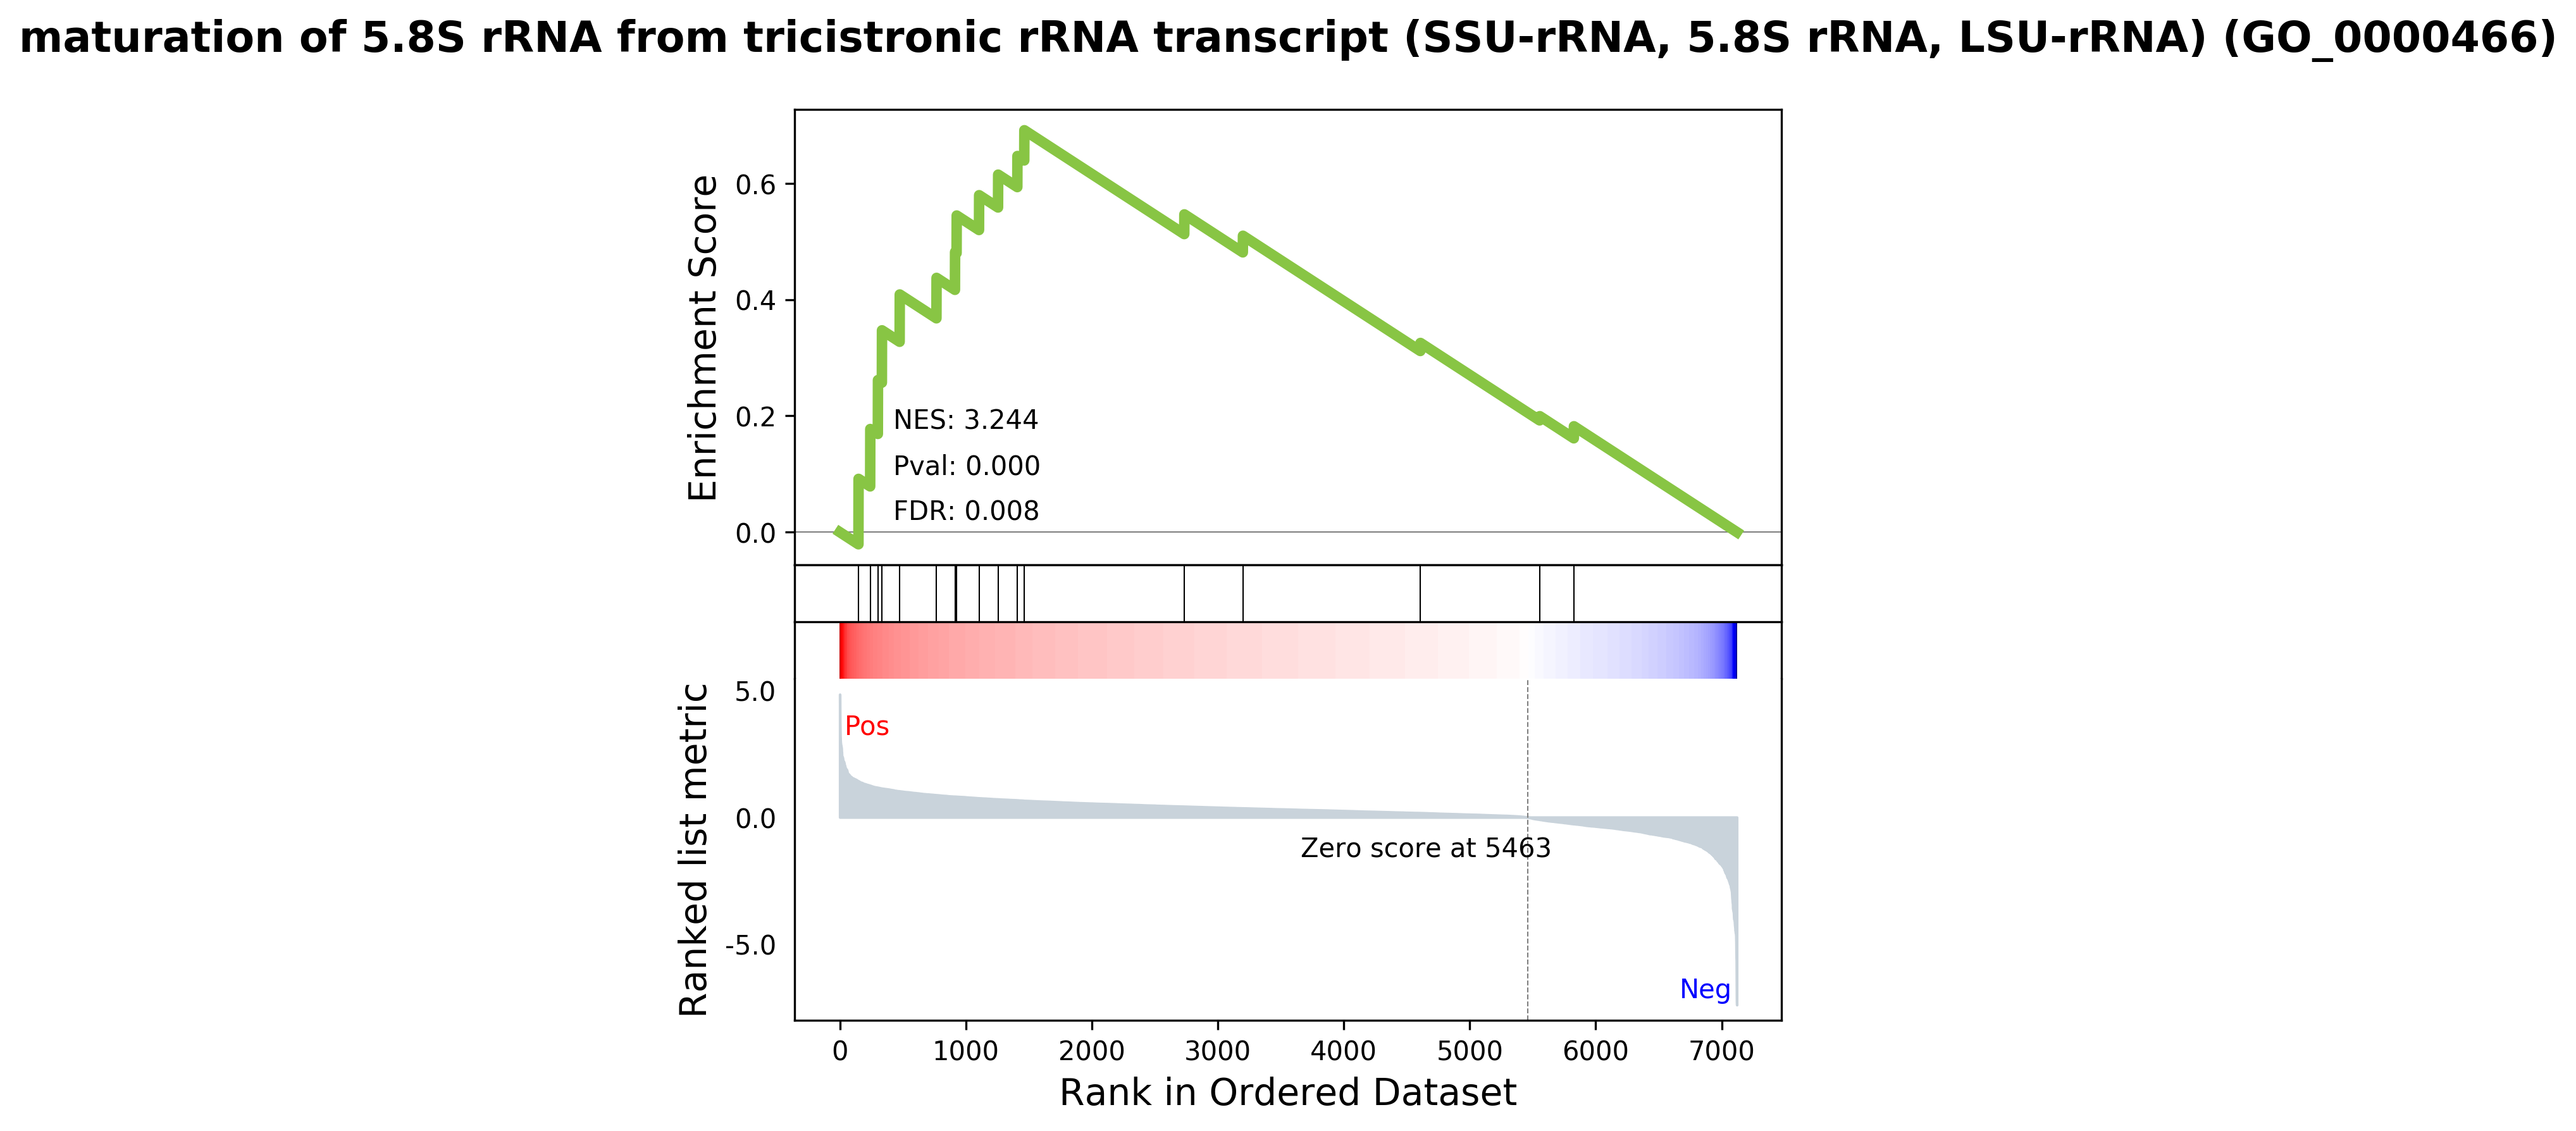 maturation of 5.8S rRNA from tricistronic rRNA transcript (SSU-rRNA, 5.8S rRNA, LSU-rRNA) (GO_0000466)
Enrichment Score
0.6
0.4
0.2
0.0
NES: 3.244
Pval: 0.000
FDR: 0.008
Ranked list metric
5.0
0.0
-5.0
Pos
Zero score at 5463
Neg
0 1000 2000 3000 4000 5000 6000 7000
Rank in Ordered Dataset